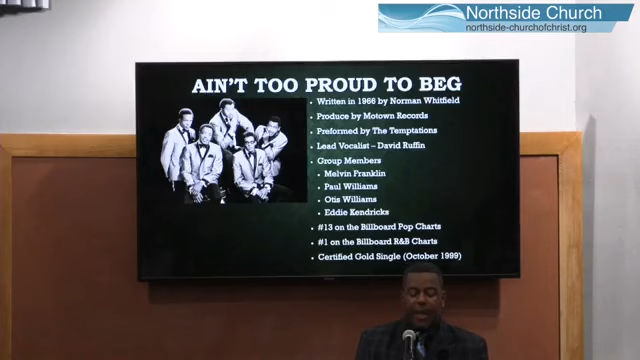 Northside Church
northside-churchofchrist.org
AIN'T TOO PROUD TO BEG
• Written in 1966 by Norman Whitfield
• Produce by Motown Records
• Preformed by The Temptations
• Lead Vocalist – David Ruffin
• Group Members
• Melvin Franklin
• Paul Williams
• Otis Williams
• Eddie Kendricks
• #13 on the Billboard Pop Charts
• #1 on the Billboard R&B Charts
• Certified Gold Single (October 1999)